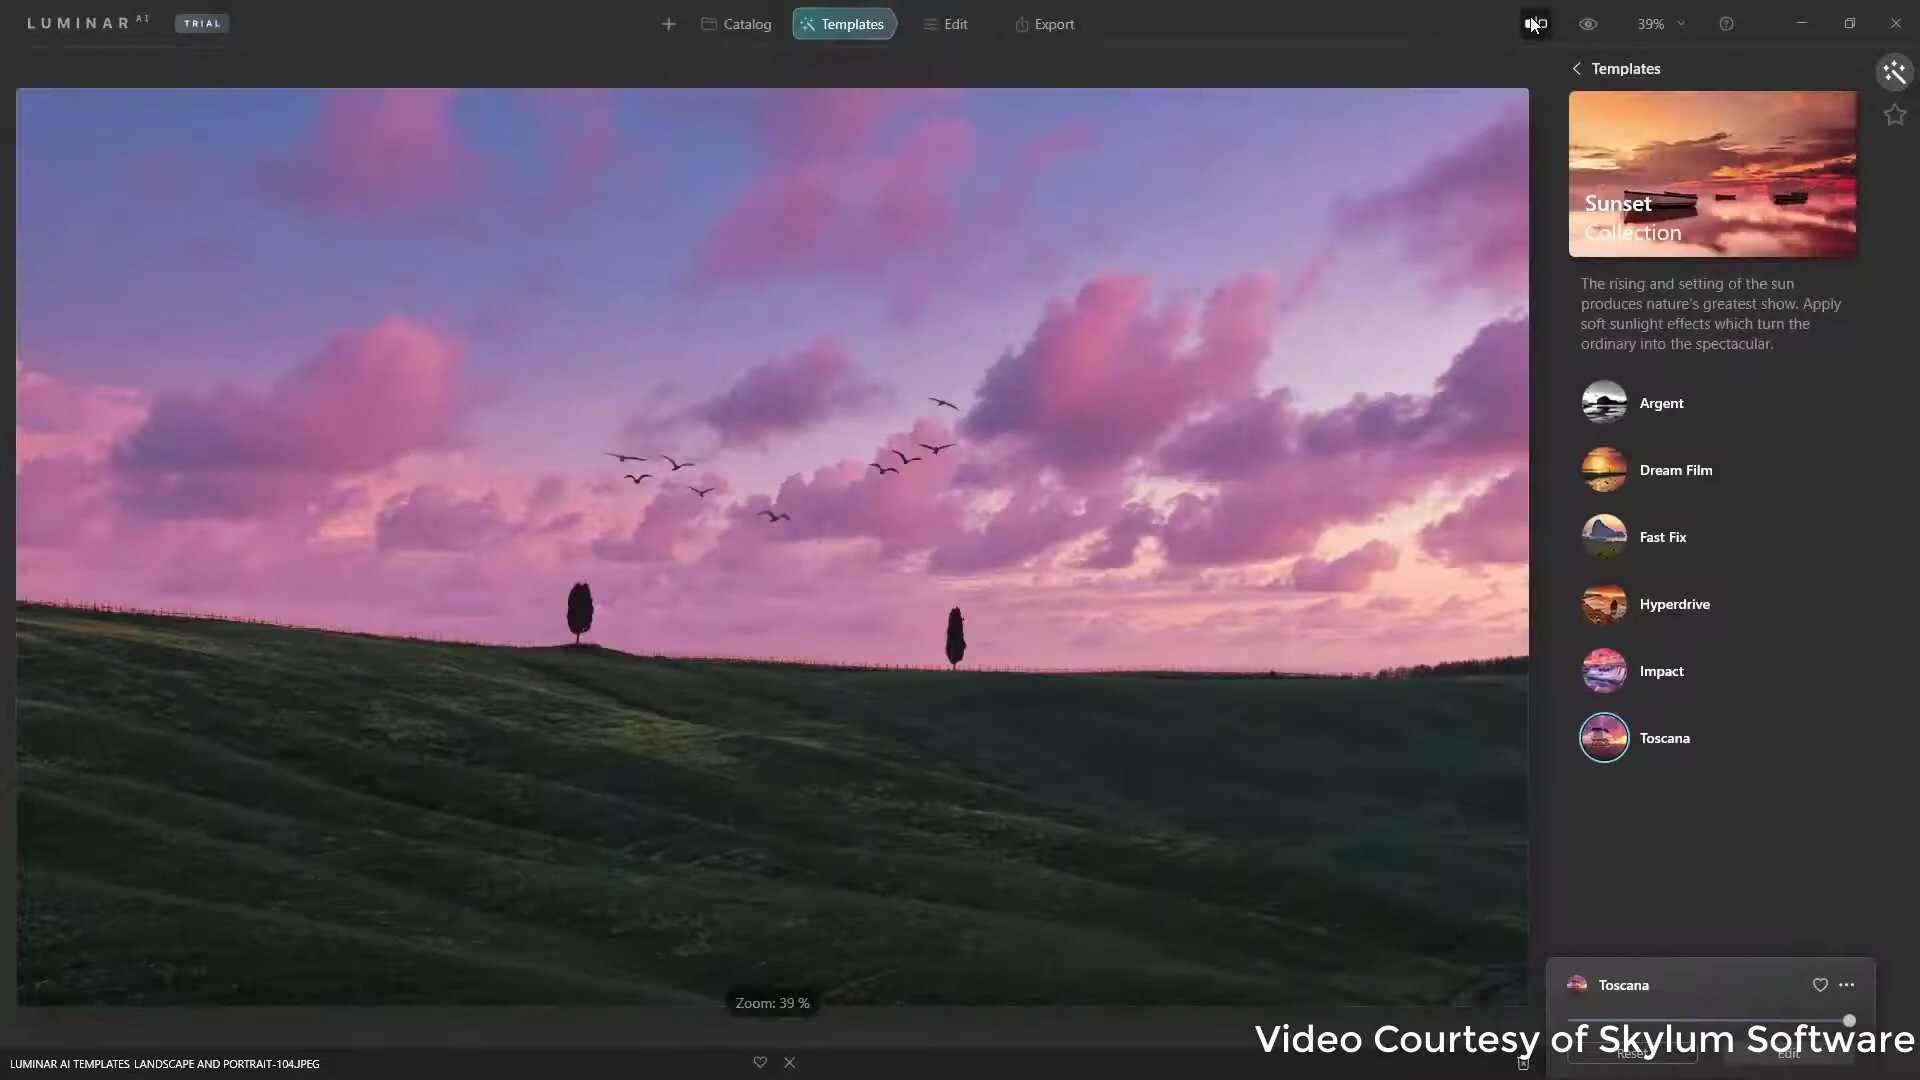 LUMINAR AI
TRIAL
Catalog
Templates
Edit
Export
39%
Templates
Sunset
Collection
The rising and setting of the sun
produces nature's greatest show. Apply
soft sunlight effects which turn the
ordinary into the spectacular.
Argent
Dream Film
Fast Fix
Hyperdrive
Impact
Toscana
Toscana
Zoom: 39 %
Video Courtesy of Skylum Software
Reset
Edit
LUMINAR AI TEMPLATES LANDSCAPE AND PORTRAIT-104.JPEG